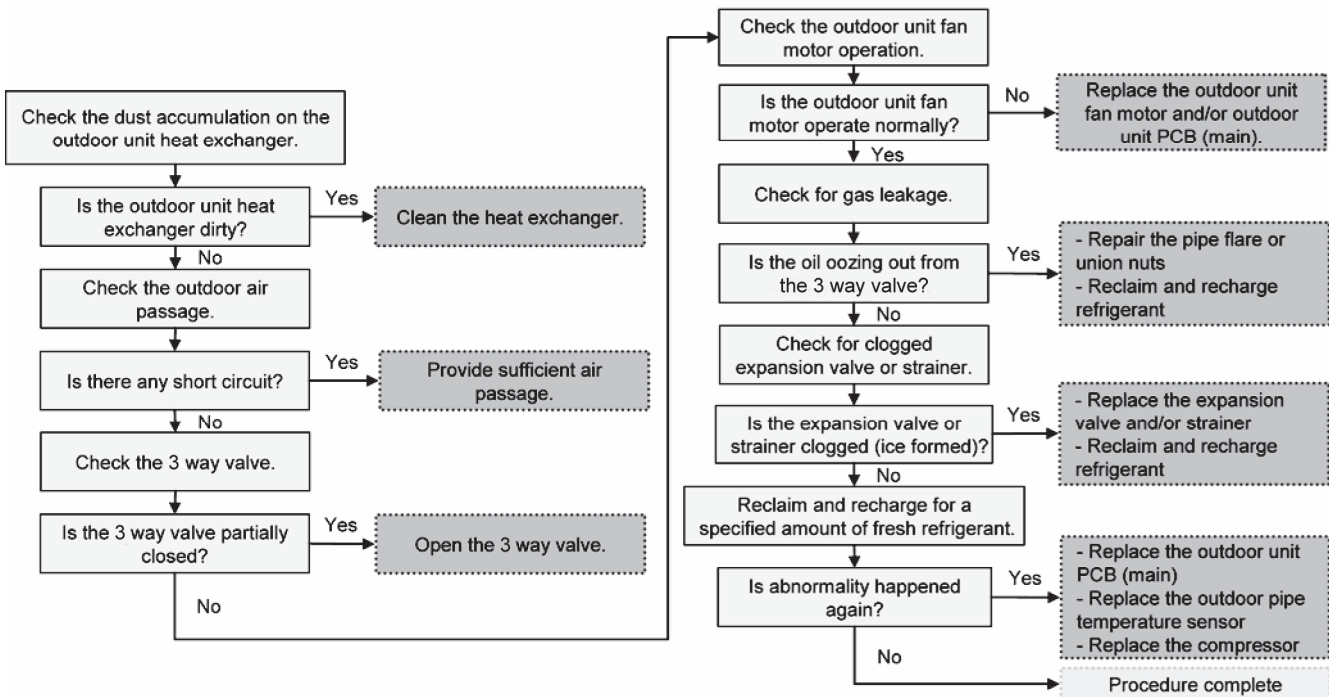 Check the dust accumulation on the
outdoor unit heat exchanger.
Is the outdoor unit heat
exchanger dirty?
Yes
Clean the heat exchanger.
No
Check the outdoor air
passage.
Is there any short circuit?
Yes
Provide sufficient air
passage.
No
Check the 3 way valve.
Is the 3 way valve partially
closed?
Yes
Open the 3 way valve.
No
Check the outdoor unit fan
motor operation.
Is the outdoor unit fan
motor operate normally?
No
Replace the outdoor unit
fan motor and/or outdoor
unit PCB (main).
Yes
Check for gas leakage.
Is the oil oozing out from
the 3 way valve?
Yes
- Repair the pipe flare or
union nuts
- Reclaim and recharge
refrigerant
No
Check for clogged
expansion valve or strainer.
Is the expansion valve or
strainer clogged (ice formed)?
Yes
- Replace the expansion
valve and/or strainer
- Reclaim and recharge
refrigerant
No
Reclaim and recharge for a
specified amount of fresh refrigerant.
Is abnormality happened
again?
Yes
- Replace the outdoor unit
PCB (main)
- Replace the outdoor pipe
temperature sensor
- Replace the compressor
No
Procedure complete